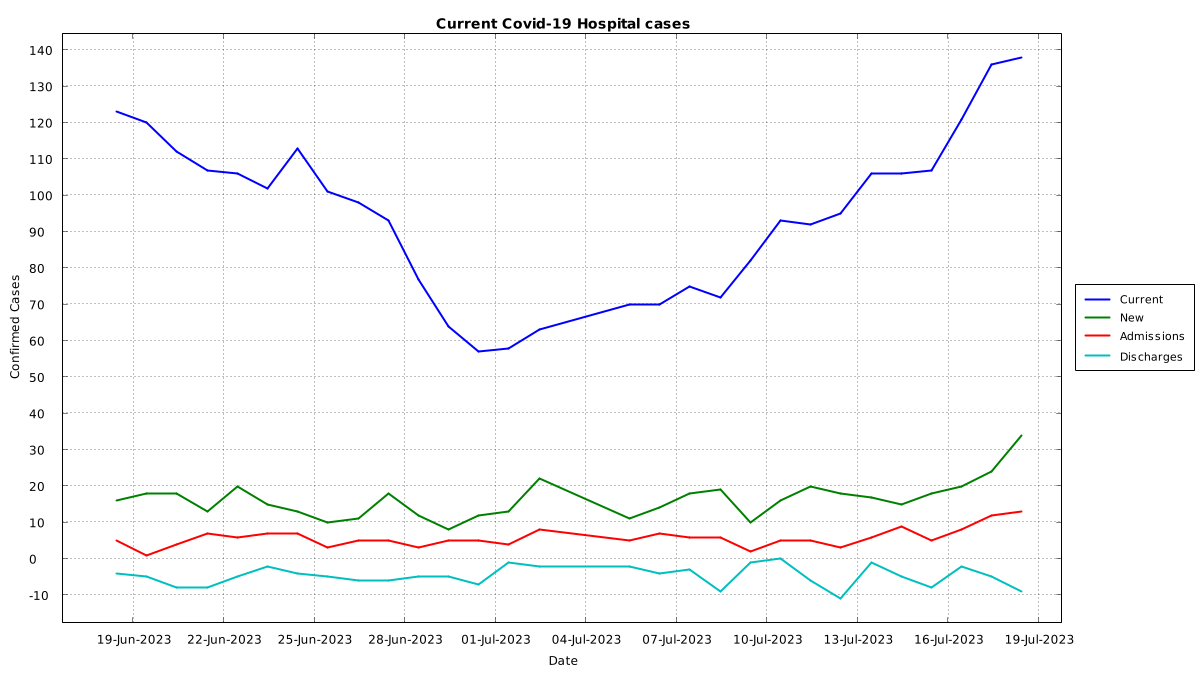 Current Covid-19 Hospital cases
140
130
120
110
100
90
80
70
60
50
40
30
20
10
0
-10
Confirmed Cases
19-Jun-2023 22-Jun-2023 25-Jun-2023 28-Jun-2023 01-Jul-2023 04-Jul-2023 07-Jul-2023 10-Jul-2023 13-Jul-2023 16-Jul-2023 19-Jul-2023
Date
Current
New
Admissions
Discharges